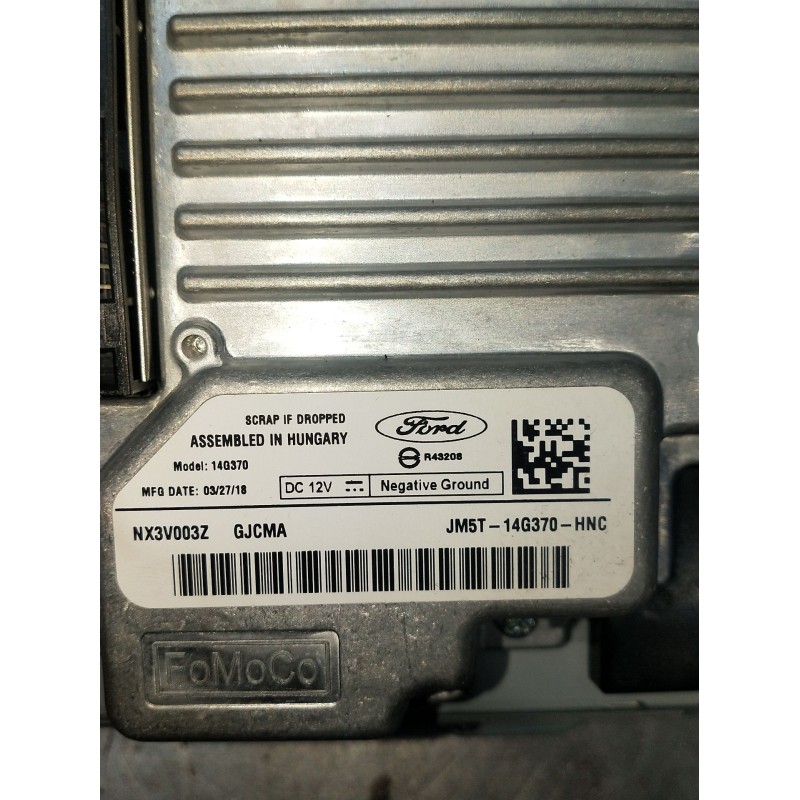 SCRAP IF DROPPED
ASSEMBLED IN HUNGARY
Ford
R43208
Model: 14G370
MFG DATE: 03/27/18
DC 12V
Negative Ground
NX3V003Z GJCMA
JM5T-14G370-HNC
FoMoCo